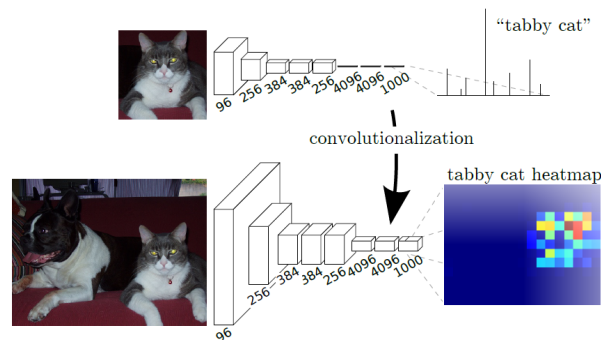 “tabby cat”
96 256 384 384 256 4096 4096 1000
convolutionalization
tabby cat heatmap
96 256 384 384 256 4096 4096 1000